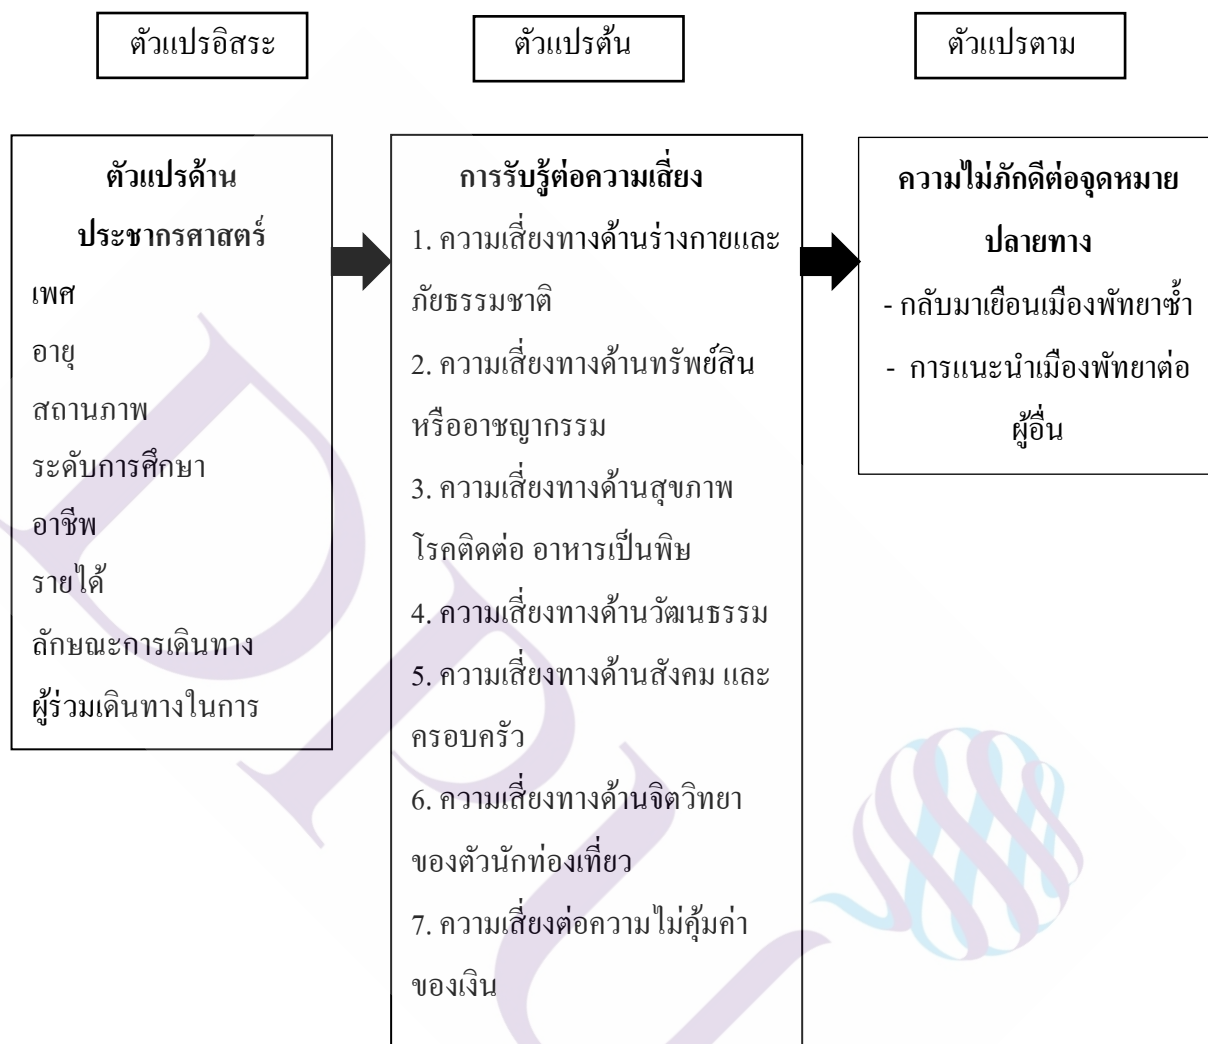 ตัวแปรอิสระ
ตัวแปรต้น
ตัวแปรตาม
ตัวแปรด้าน
ประชากรศาสตร์
เพศ
อายุ
สถานภาพ
ระดับการศึกษา
อาชีพ
รายได้
ลักษณะการเดินทาง
ผู้ร่วมเดินทางในการ
การรับรู้ต่อความเสี่ยง
1. ความเสี่ยงทางด้านร่างกายและ
ภัยธรรมชาติ
2. ความเสี่ยงทางด้านทรัพย์สิน
หรืออาชญากรรม
3. ความเสี่ยงทางด้านสุขภาพ
โรคติดต่อ อาหารเป็นพิษ
4. ความเสี่ยงทางด้านวัฒนธรรม
5. ความเสี่ยงทางด้านสังคม และ
ครอบครัว
6. ความเสี่ยงทางด้านจิตวิทยา
ของตัวนักท่องเที่ยว
7. ความเสี่ยงต่อความไม่คุ้มค่า
ของเงิน
ความไม่ภักดีต่อจุดหมาย
ปลายทาง
- กลับมาเยือนเมืองพัทยาซ้ำ
- การแนะนำเมืองพัทยาต่อ
ผู้อื่น
DPU